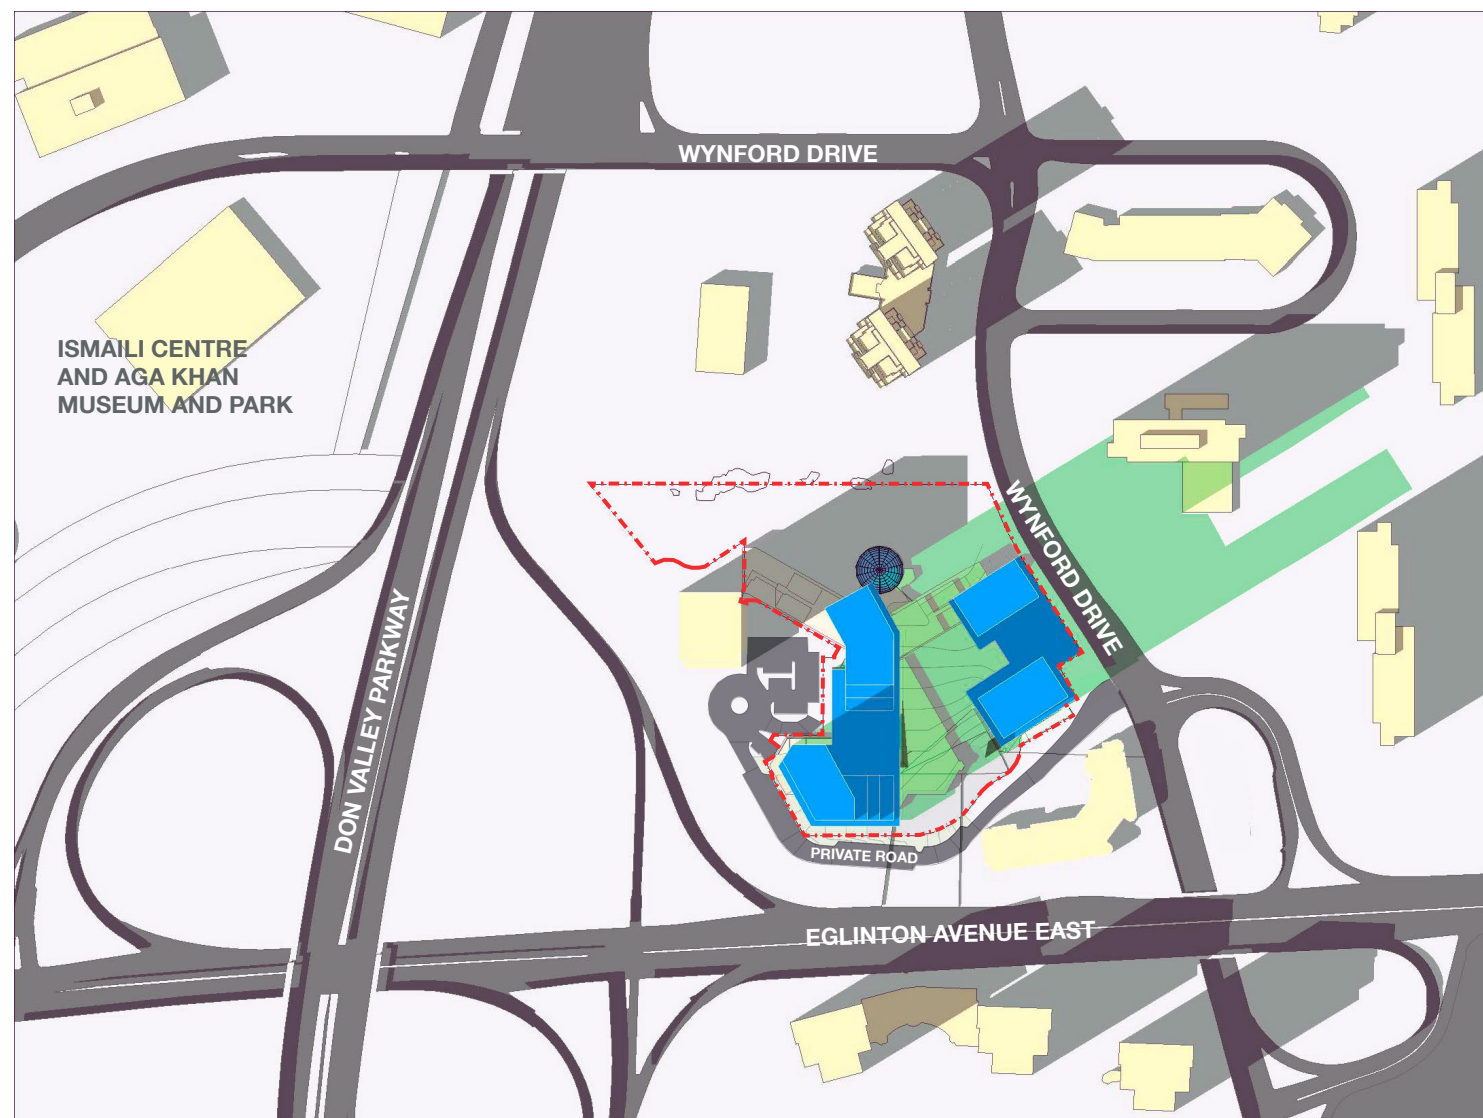 WYNFORD DRIVE
ISMAILI CENTRE
AND AGA KHAN
MUSEUM AND PARK
WYNFORD DRIVE
DON VALLEY PARKWAY
PRIVATE ROAD
EGLINTON AVENUE EAST